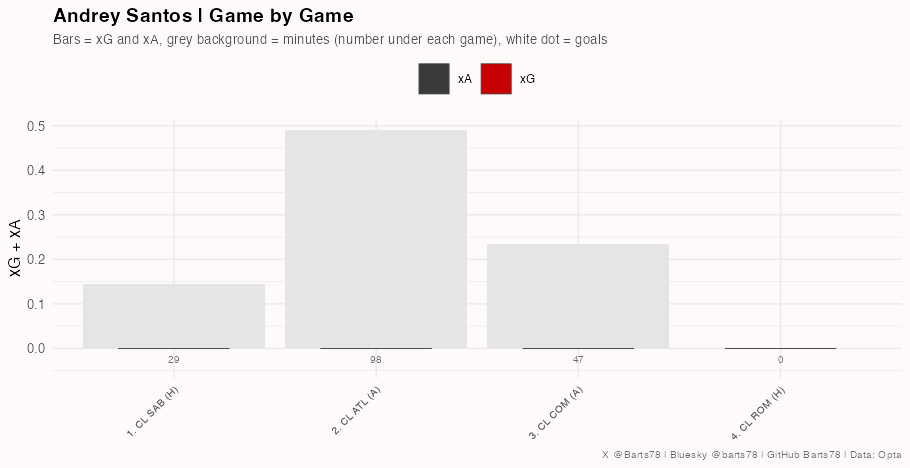 Andrey Santos | Game by Game
Bars = xG and xA, grey background = minutes (number under each game), white dot = goals
xA xG
xG + xA
0.5
0.4
0.3
0.2
0.1
0.0
29 98 47 0
1. CL SAB (H) 2. CL ATL (A) 3. CL COM (A) 4. CL ROM (H)
X @Barts78 | Bluesky @barts78 | GitHub Barts78 | Data: Opta